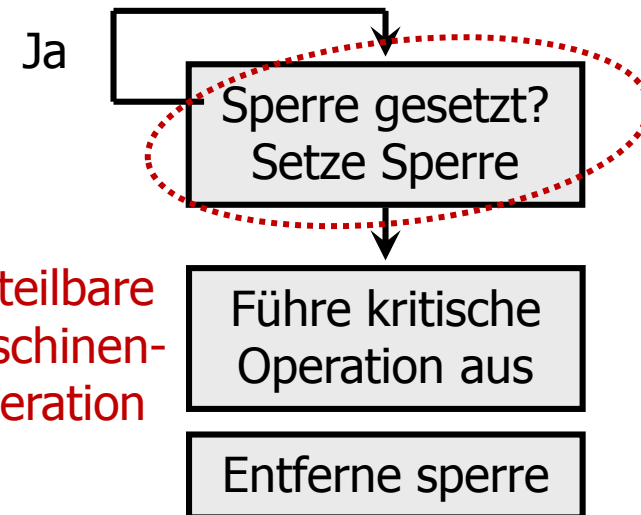 Ja
Sperre gesetzt?
Setze Sperre
teilbare
schinen-
eration
Führe kritische
Operation aus
Entferne sperre